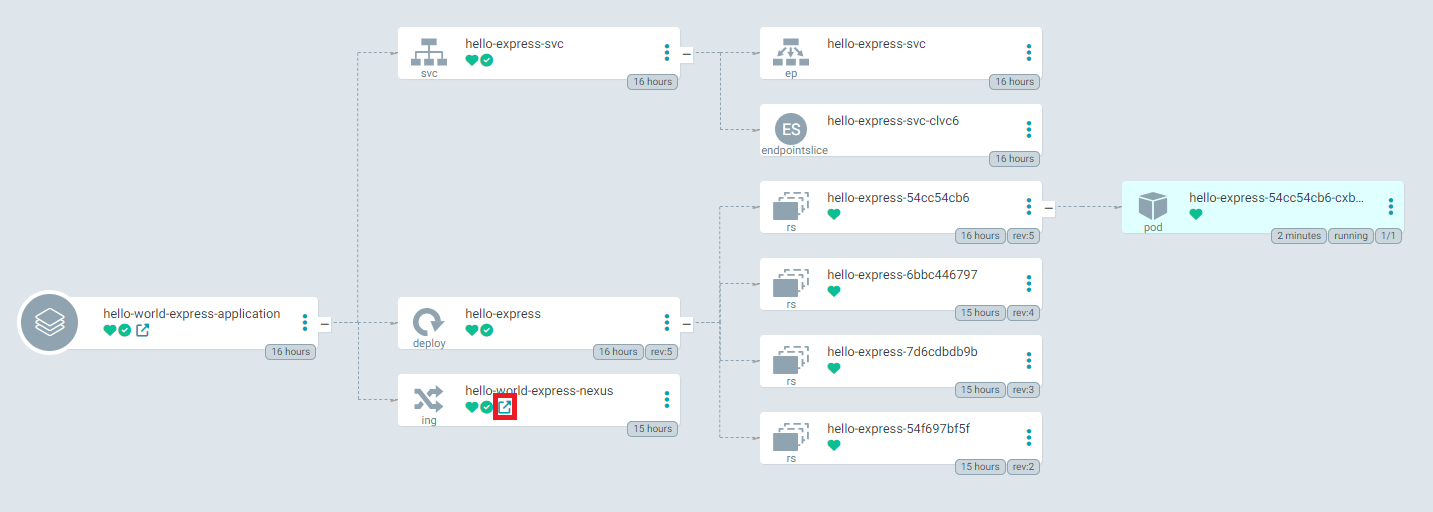 hello-world-express-application
16 hours
hello-express-svc
svc
16 hours
hello-express
deploy
16 hours rev:5
hello-world-express-nexus
ing
15 hours
hello-express-svc
ep
16 hours
ES
hello-express-svc-clvc6
endpointslice
16 hours
hello-express-54cc54cb6
rs
16 hours rev:5
hello-express-6bbc446797
rs
15 hours rev:4
hello-express-7d6cdbdb9b
rs
15 hours rev:3
hello-express-54f697bf5f
rs
15 hours rev:2
hello-express-54cc54cb6-cxb...
pod
2 minutes running 1/1